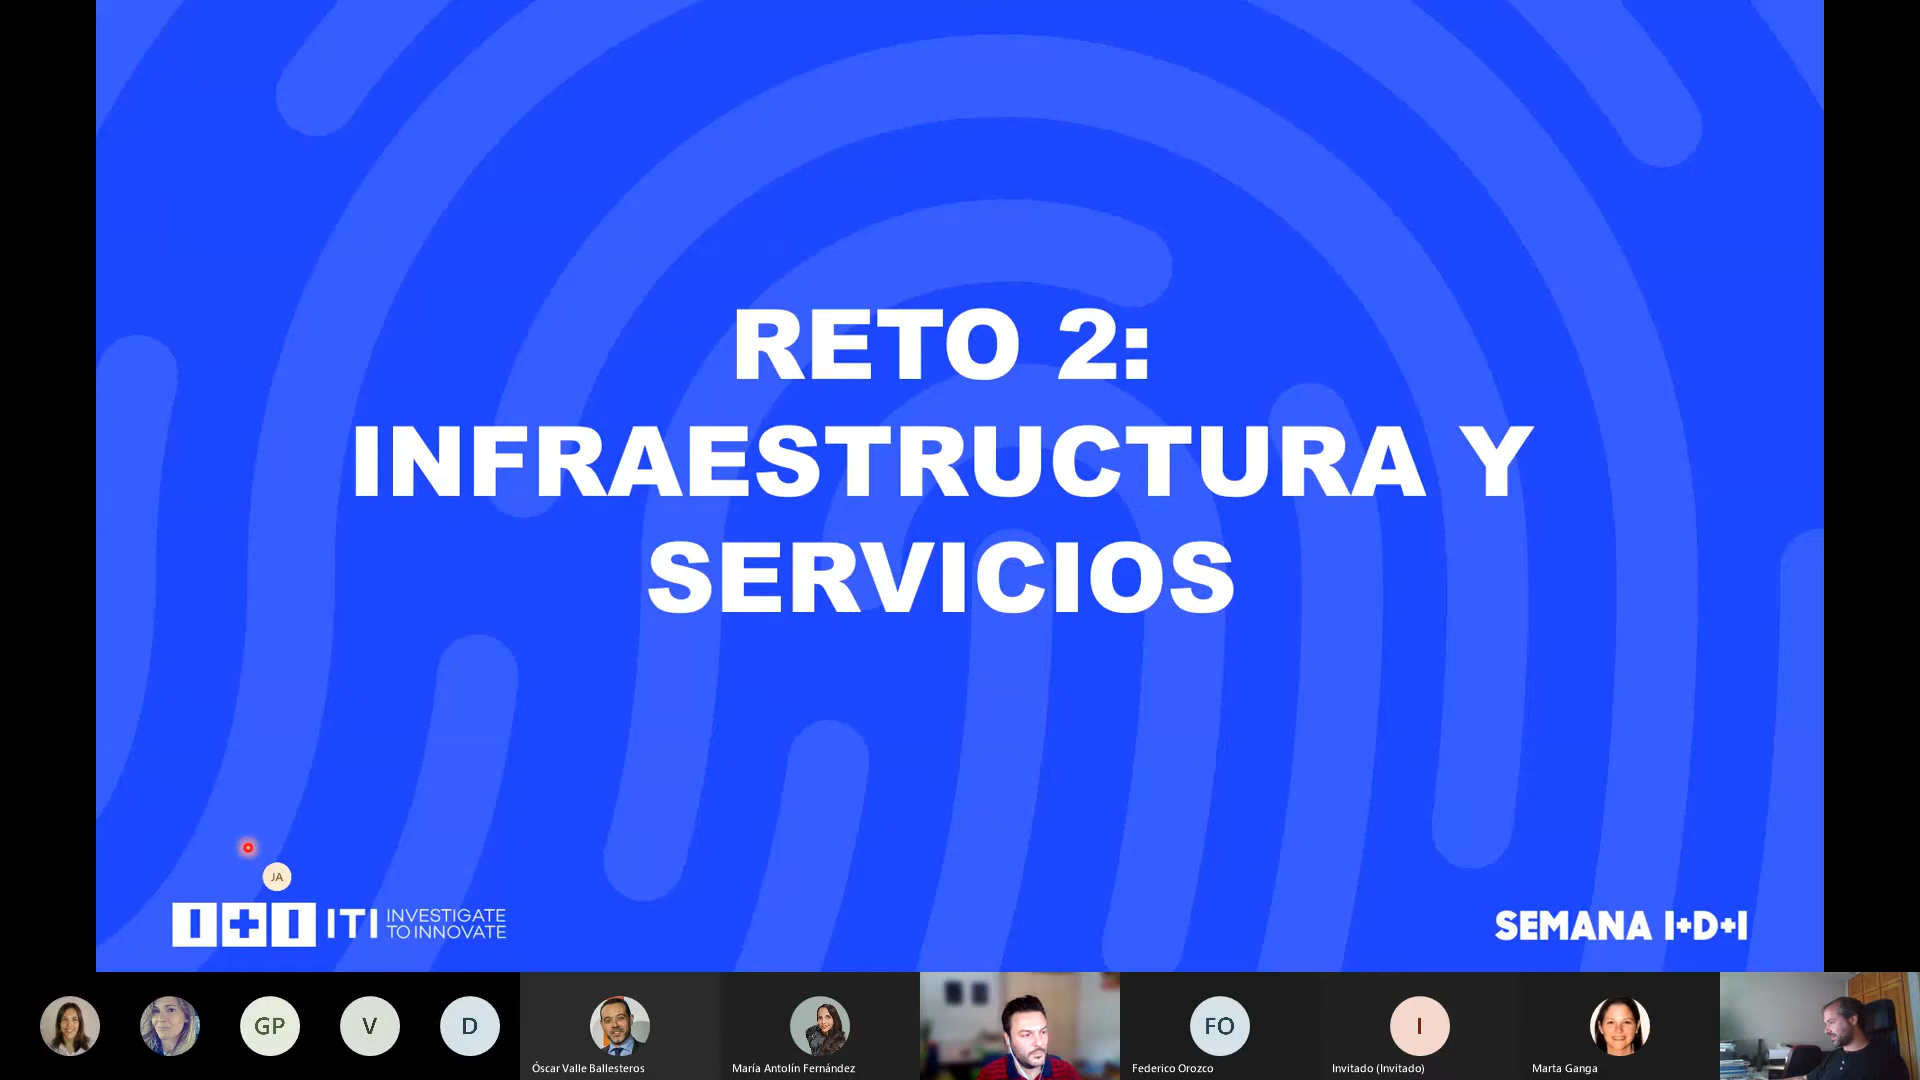 RETO 2:
INFRAESTRUCTURA Y
SERVICIOS
JA
I+I ITI INVESTIGATE
TO INNOVATE
SEMANA I+D+I
GP
V
D
Óscar Valle Ballesteros
María Antolín Fernández
FO
Federico Orozco
I
Invitado (Invitado)
Marta Ganga